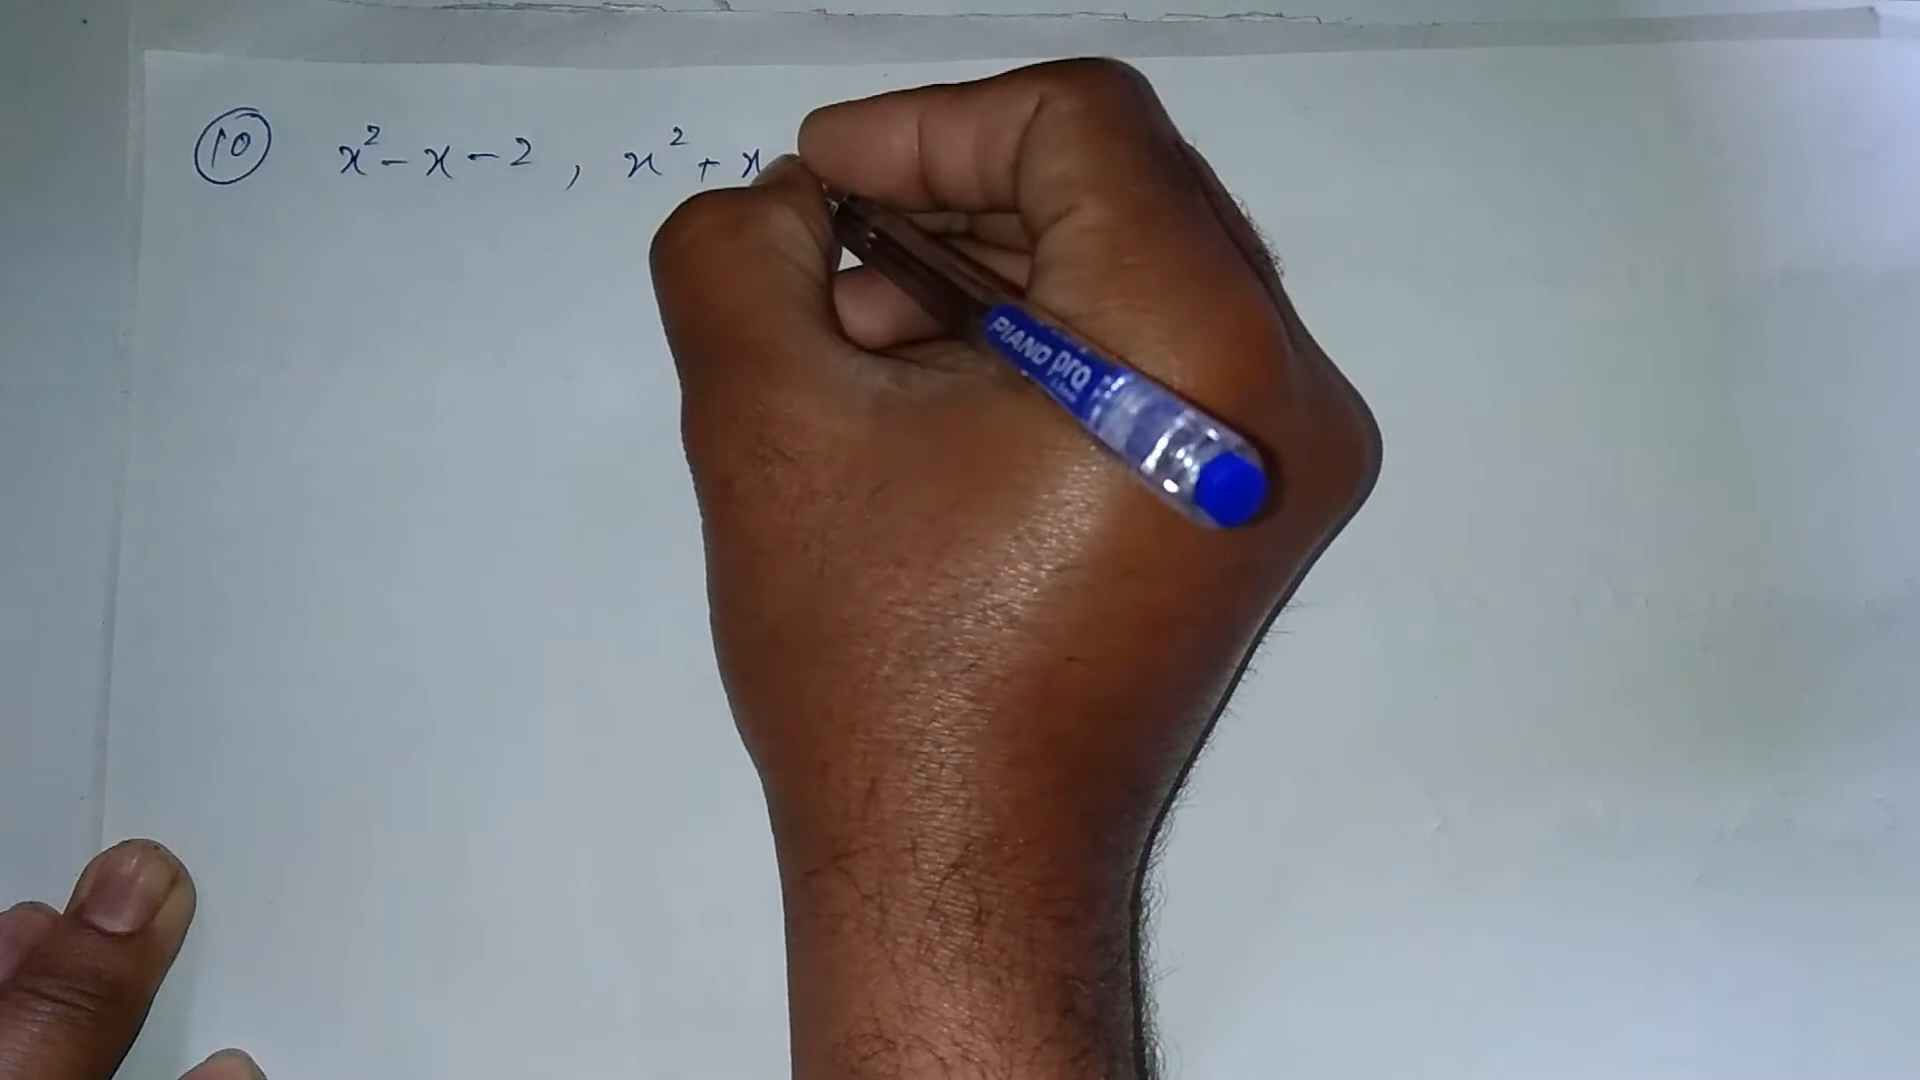 ⑩ x² - x - 2 , x² + x
PIANO pro